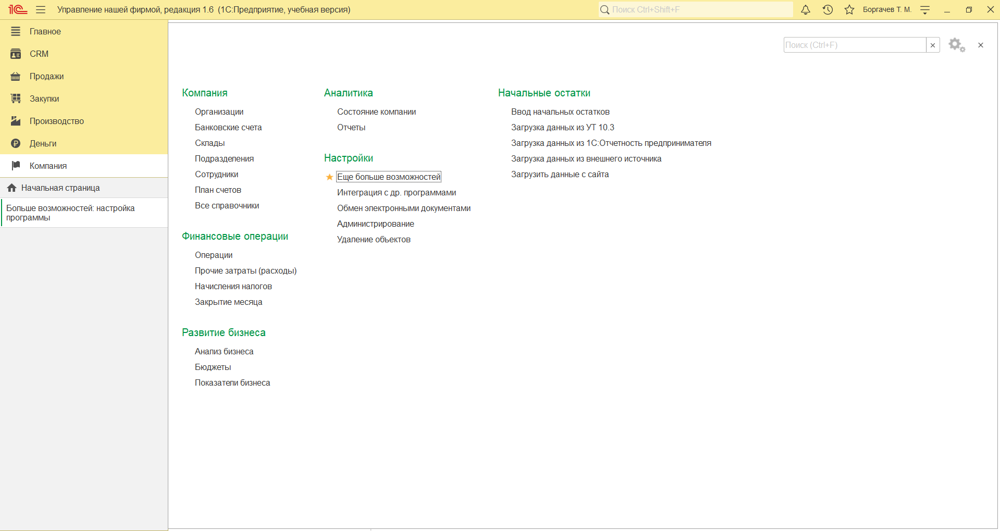 1С
Управление нашей фирмой, редакция 1.6 (1С:Предприятие, учебная версия)
Поиск Ctrl+Shift+F
Боргачев Т. М.
Главное
CRM
Продажи
Закупки
Производство
Деньги
Компания
Начальная страница
Больше возможностей: настройка
программы
Поиск (Ctrl+F)
Компания
Организации
Банковские счета
Склады
Подразделения
Сотрудники
План счетов
Все справочники
Финансовые операции
Операции
Прочие затраты (расходы)
Начисления налогов
Закрытие месяца
Развитие бизнеса
Анализ бизнеса
Бюджеты
Показатели бизнеса
Аналитика
Состояние компании
Отчеты
Настройки
Еще больше возможностей
Интеграция с др. программами
Обмен электронными документами
Администрирование
Удаление объектов
Начальные остатки
Ввод начальных остатков
Загрузка данных из УТ 10.3
Загрузка данных из 1С:Отчетность предпринимателя
Загрузка данных из внешнего источника
Загрузить данные с сайта